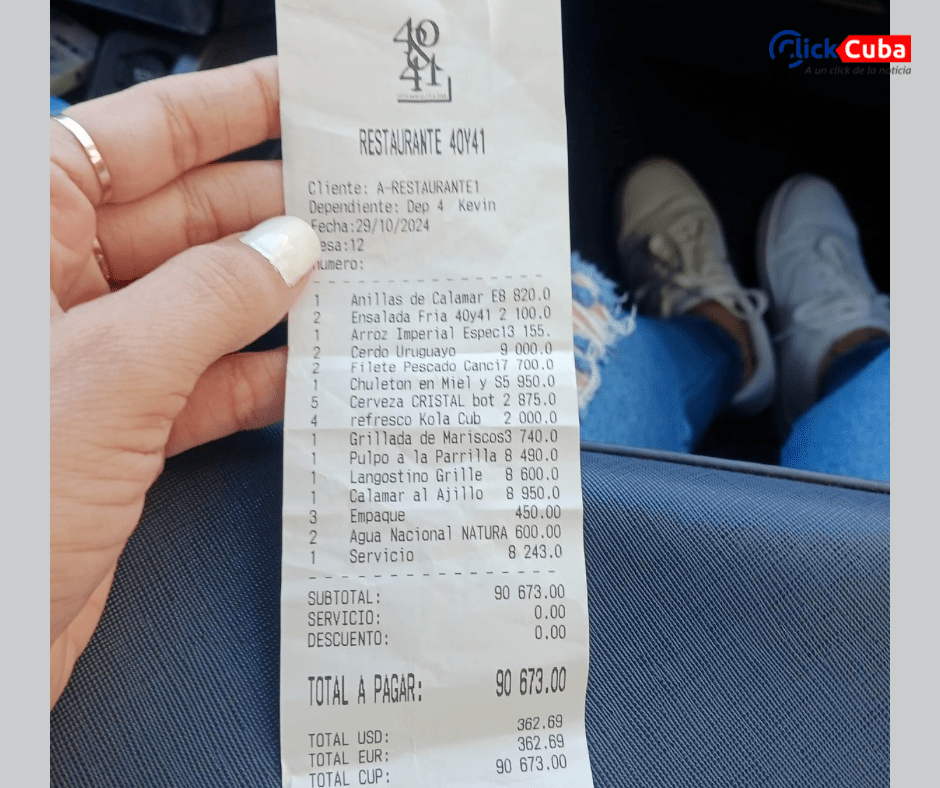 Click Cuba
A un click de la noticia
40
&
41
RESTAURANTE 40Y41
Cliente: A-RESTAURANTE1
Dependiente: Dep 4 Kevin
Fecha:29/10/2024
esa:12
numero:
1 Anillas de Calamar E8 820.0
2 Ensalada Fria 40y41 2 100.0
1 Arroz Imperial Espec13 155.
2 Cerdo Uruguayo 9 000.0
2 Filete Pescado Canci7 700.0
1 Chuleton en Miel y S5 950.0
5 Cerveza CRISTAL bot 2 875.0
4 refresco Kola Cub 2 000.0
1 Grillada de Mariscos3 740.0
1 Pulpo a la Parrilla 8 490.0
1 Langostino Grille 8 600.0
1 Calamar al Ajillo 8 950.0
3 Empaque 450.00
2 Agua Nacional NATURA 600.00
1 Servicio 8 243.0
SUBTOTAL: 90 673.00
SERVICIO: 0.00
DESCUENTO: 0.00
TOTAL A PAGAR: 90 673.00
TOTAL USD: 362.69
TOTAL EUR: 362.69
TOTAL CUP: 90 673.00